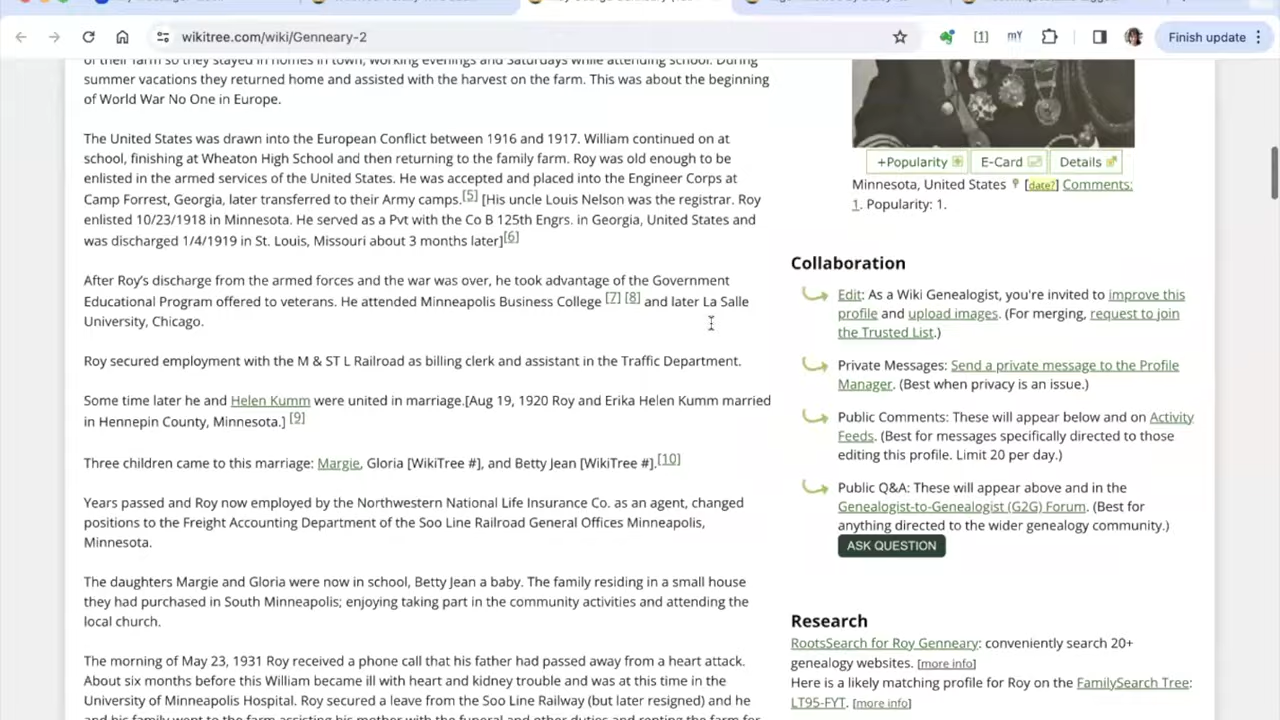 wikitree.com/wiki/Genneary-2
[1]
mY
Finish update
of their farm so they stayed in homes in town, working evenings and Saturdays while attending school. During
summer vacations they returned home and assisted with the harvest on the farm. This was about the beginning
of World War No One in Europe.
The United States was drawn into the European Conflict between 1916 and 1917. William continued on at
school, finishing at Wheaton High School and then returning to the family farm. Roy was old enough to be
enlisted in the armed services of the United States. He was accepted and placed into the Engineer Corps at
Camp Forrest, Georgia, later transferred to their Army camps.[5] [His uncle Louis Nelson was the registrar. Roy
enlisted 10/23/1918 in Minnesota. He served as a Pvt with the Co B 125th Engrs. in Georgia, United States and
was discharged 1/4/1919 in St. Louis, Missouri about 3 months later][6]
After Roy's discharge from the armed forces and the war was over, he took advantage of the Government
Educational Program offered to veterans. He attended Minneapolis Business College [7] [8] and later La Salle
University, Chicago.
Roy secured employment with the M & ST L Railroad as billing clerk and assistant in the Traffic Department.
Some time later he and Helen Kumm were united in marriage.[Aug 19, 1920 Roy and Erika Helen Kumm married
in Hennepin County, Minnesota.] [9]
Three children came to this marriage: Margie, Gloria [WikiTree #], and Betty Jean [WikiTree #].[10]
Years passed and Roy now employed by the Northwestern National Life Insurance Co. as an agent, changed
positions to the Freight Accounting Department of the Soo Line Railroad General Offices Minneapolis,
Minnesota.
The daughters Margie and Gloria were now in school, Betty Jean a baby. The family residing in a small house
they had purchased in South Minneapolis; enjoying taking part in the community activities and attending the
local church.
The morning of May 23, 1931 Roy received a phone call that his father had passed away from a heart attack.
About six months before this William became ill with heart and kidney trouble and was at this time in the
University of Minneapolis Hospital. Roy secured a leave from the Soo Line Railway (but later resigned) and he
and his family went to the farm assisting his mother with the funeral and other duties and renting the farm for
+Popularity
E-Card
Details
Minnesota, United States [date?] Comments:
1. Popularity: 1.
Collaboration
Edit: As a Wiki Genealogist, you're invited to improve this
profile and upload images. (For merging, request to join
the Trusted List.)
Private Messages: Send a private message to the Profile
Manager. (Best when privacy is an issue.)
Public Comments: These will appear below and on Activity
Feeds. (Best for messages specifically directed to those
editing this profile. Limit 20 per day.)
Public Q&A: These will appear above and in the
Genealogist-to-Genealogist (G2G) Forum. (Best for
anything directed to the wider genealogy community.)
ASK QUESTION
Research
RootsSearch for Roy Genneary: conveniently search 20+
genealogy websites. [more info]
Here is a likely matching profile for Roy on the FamilySearch Tree:
LT95-FYT. [more info]